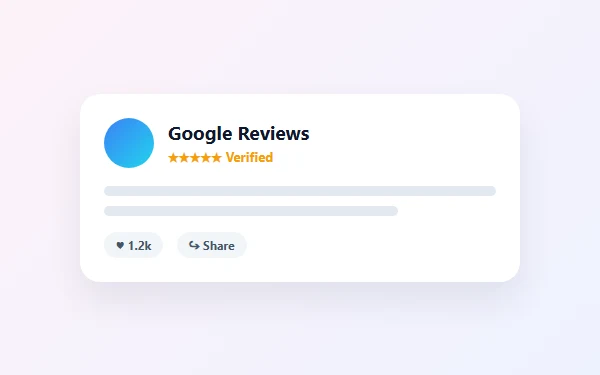 Google Reviews
★★★★★ Verified
♥ 1.2k
↪ Share